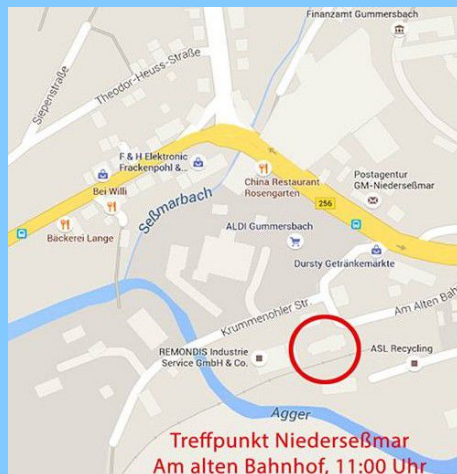 Finanzamt Gummersbach
Siepenstraße
Theodor-Heuss-Straße
F & H Elektronic
Frackenpohl &...
Bei Willi
Bäckerei Lange
Seßmarbach
China Restaurant
Rosengarten
Postagentur
GM-Niederseßmar
256
ALDI Gummersbach
Dursty Getränkemärkte
Krummenohler Str.
Am Alten Bah
REMONDIS Industrie
Service GmbH & Co.
ASL Recycling
Agger
Treffpunkt Niederseßmar
Am alten Bahnhof, 11:00 Uhr